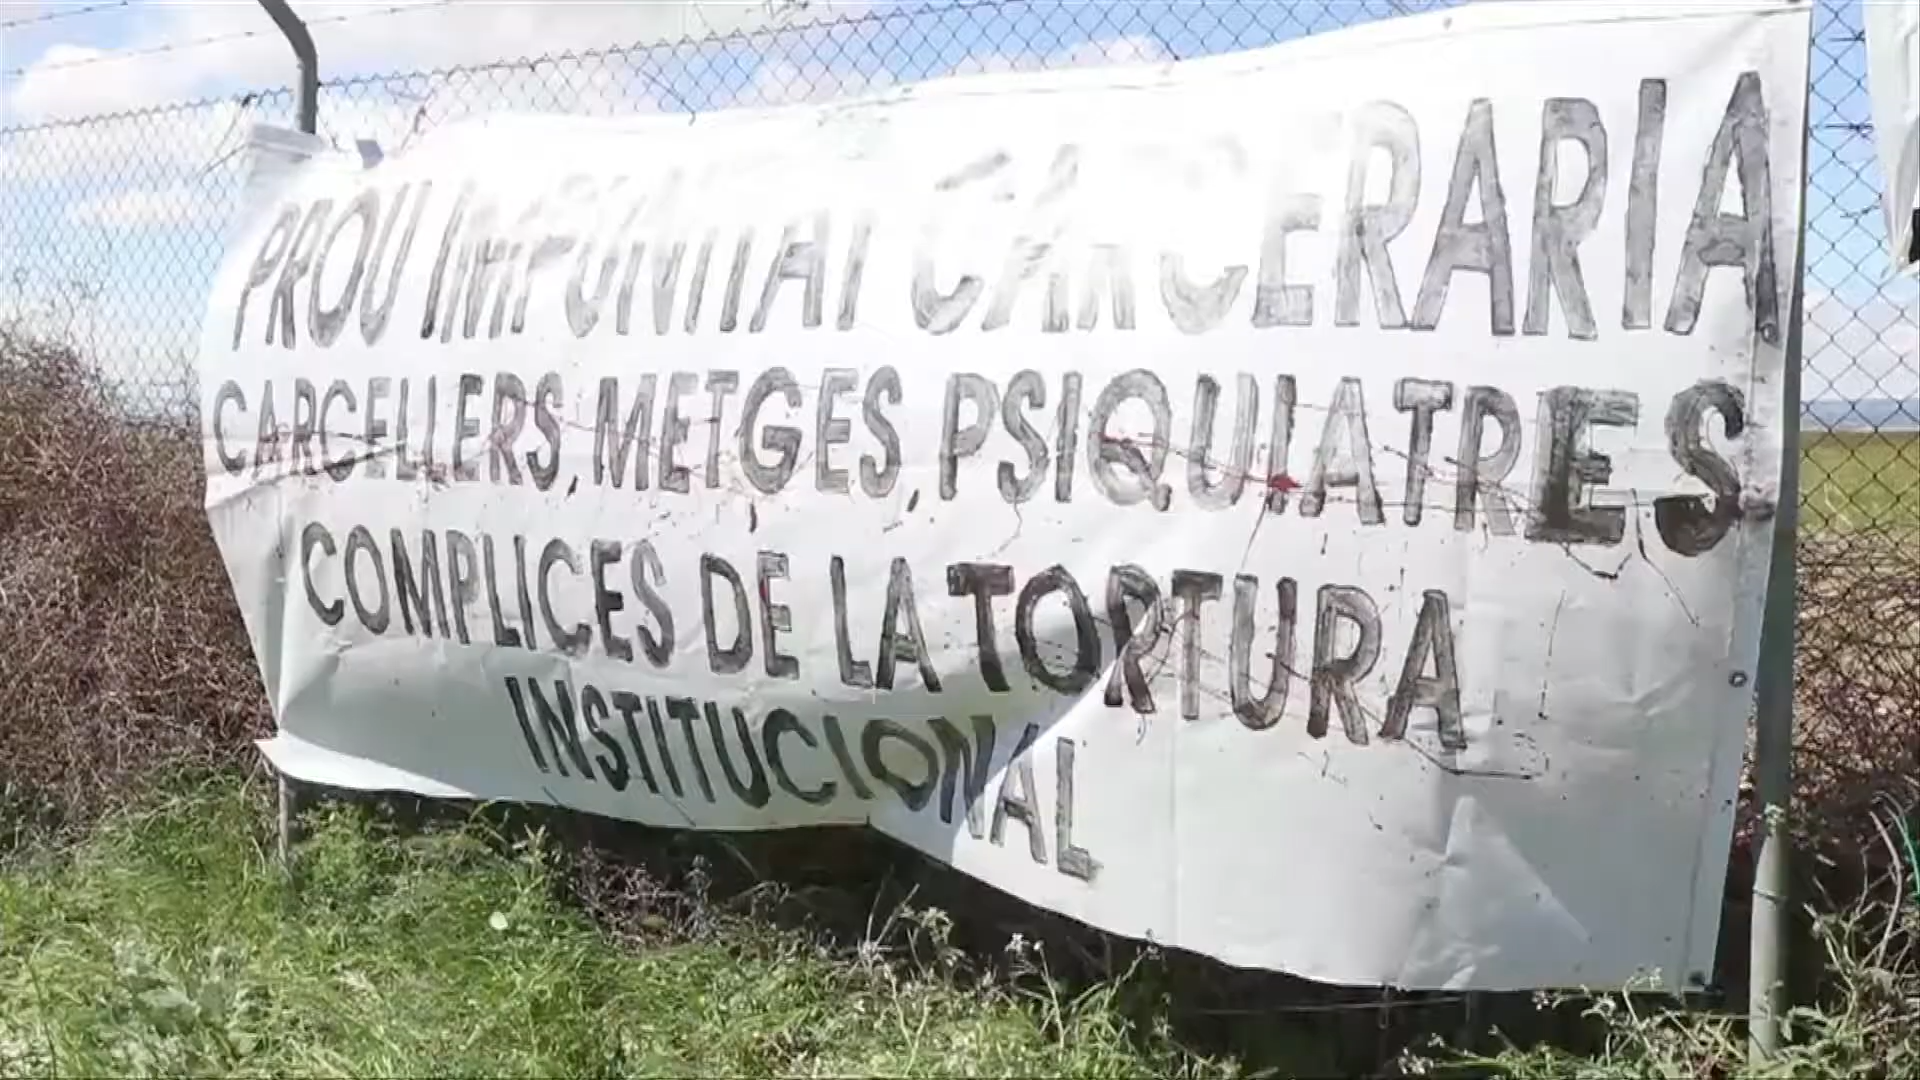 PROU IMPUNITAT CARCERARIA
CARCELLERS, METGES, PSIQUIATRES
COMPLICES DE LA TORTURA
INSTITUCIONAL